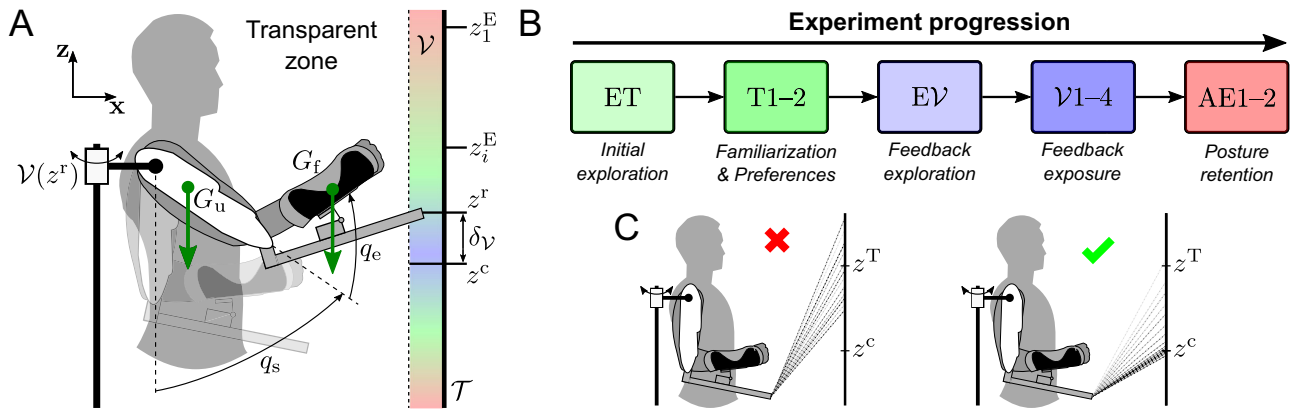 A
Transparent
zone
z
x
𝒱(zʳ)
G_u
G_f
q_e
q_s
𝒱
z₁ᴱ
zᵢᴱ
zʳ
δ_𝒱
zᶜ
𝒯
B
Experiment progression
ET
T1–2
E𝒱
𝒱1–4
AE1–2
Initial
exploration
Familiarization
& Preferences
Feedback
exploration
Feedback
exposure
Posture
retention
C
zᵀ
zᶜ
zᵀ
zᶜ